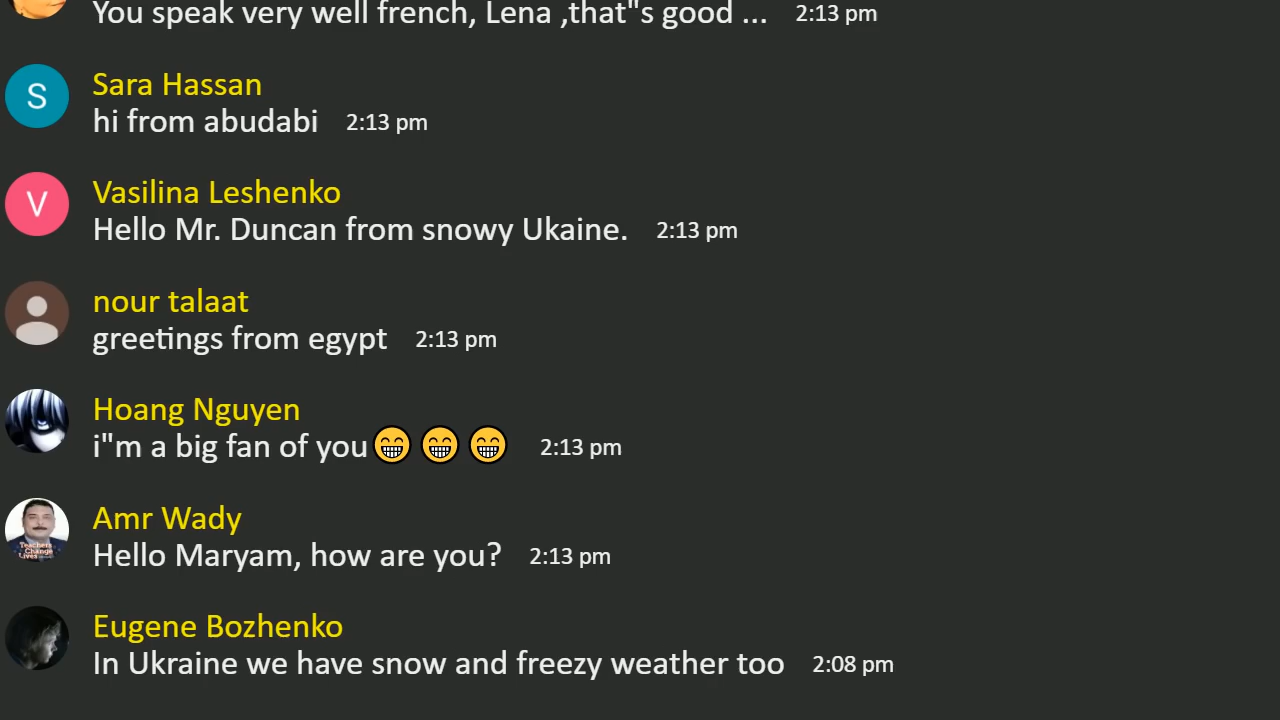 You speak very well french, Lena ,that"s good ... 2:13 pm
S
Sara Hassan
hi from abudabi 2:13 pm
V
Vasilina Leshenko
Hello Mr. Duncan from snowy Ukaine. 2:13 pm
nour talaat
greetings from egypt 2:13 pm
Hoang Nguyen
i"m a big fan of you😁😁😁 2:13 pm
Amr Wady
Hello Maryam, how are you? 2:13 pm
Teachers
Change
Lives
Eugene Bozhenko
In Ukraine we have snow and freezy weather too 2:08 pm